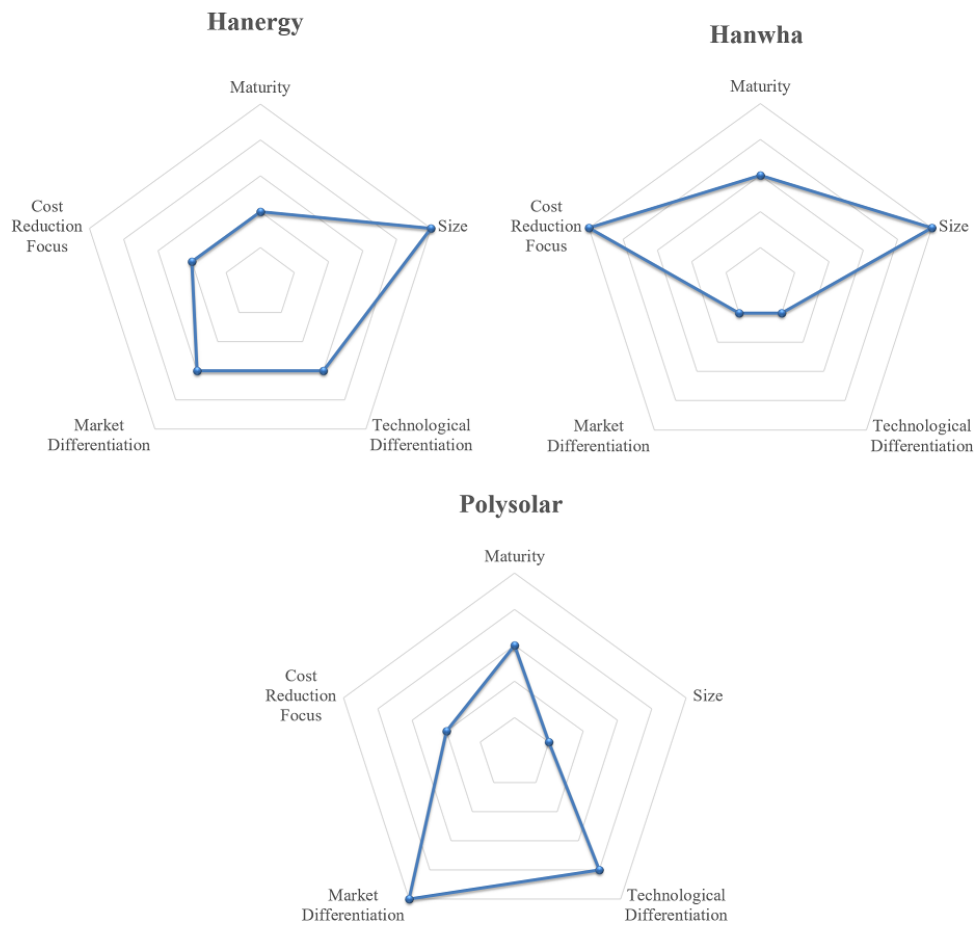 Hanergy
Maturity
Cost
Reduction
Focus
Size
Market
Differentiation
Technological
Differentiation
Hanwha
Maturity
Cost
Reduction
Focus
Size
Market
Differentiation
Technological
Differentiation
Polysolar
Maturity
Cost
Reduction
Focus
Size
Market
Differentiation
Technological
Differentiation